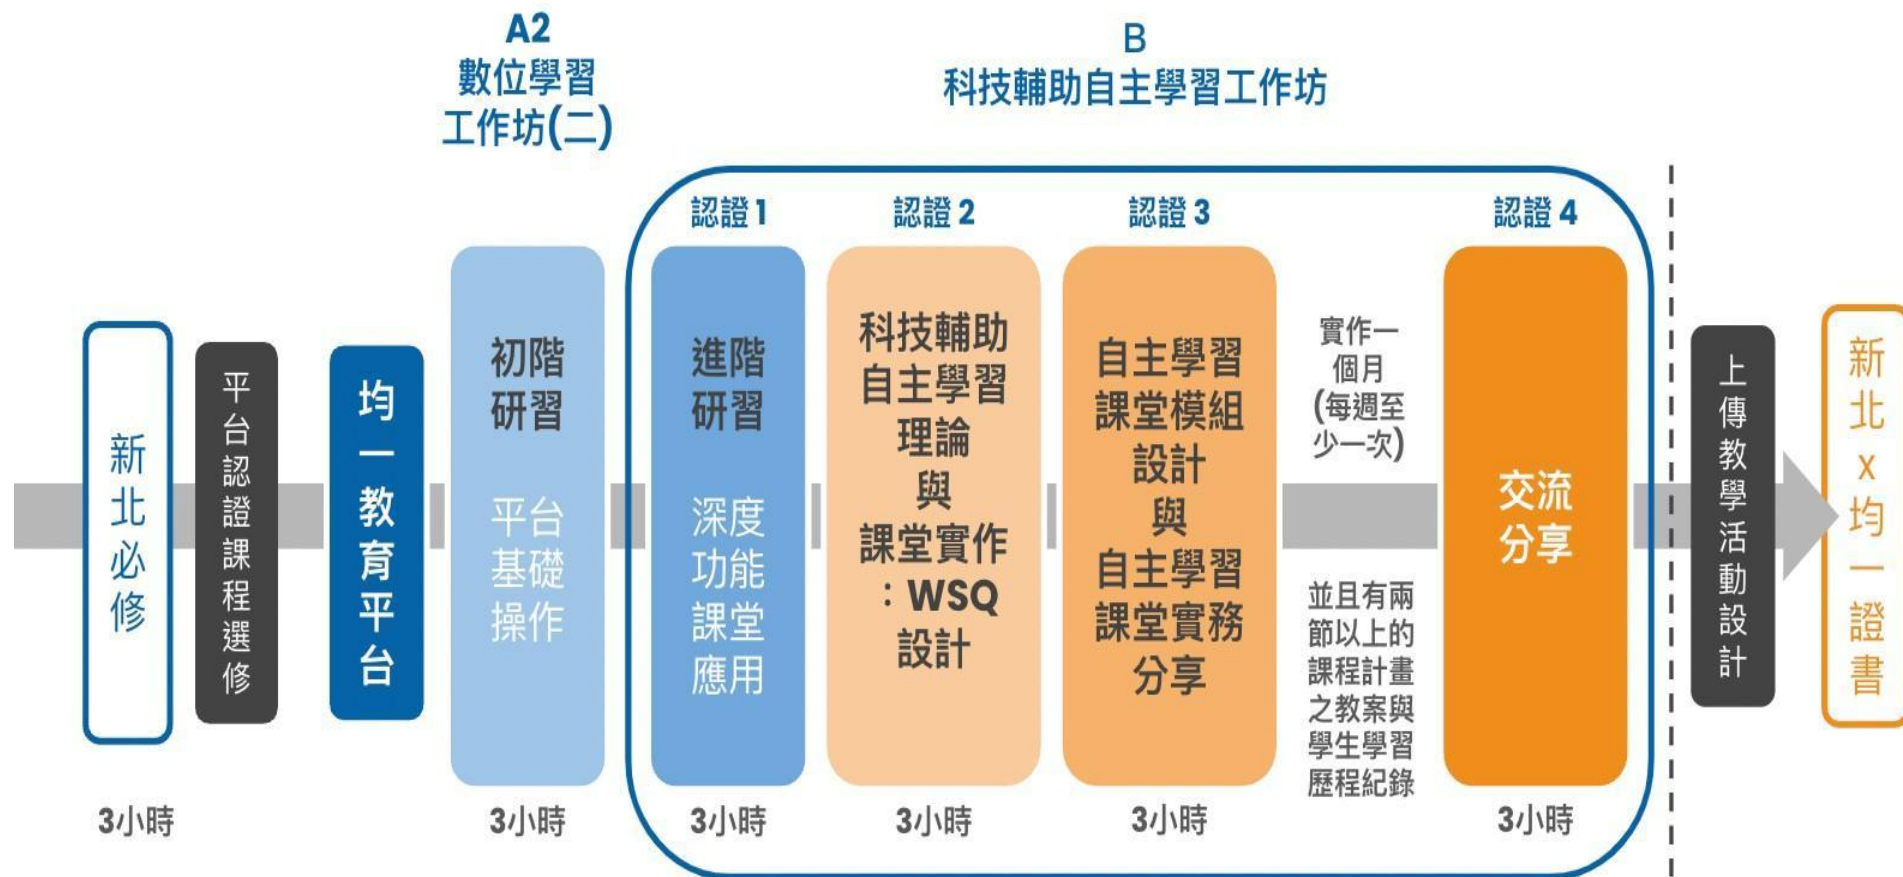 A2
數位學習
工作坊(二)
B
科技輔助自主學習工作坊
新北必修
3小時
平台認證課程選修
均一教育平台
初階
研習
平台
基礎
操作
3小時
認證 1
進階
研習
深度
功能
課堂
應用
3小時
認證 2
科技輔助
自主學習
理論
與
課堂實作
：WSQ
設計
3小時
認證 3
自主學習
課堂模組
設計
與
自主學習
課堂實務
分享
3小時
實作一
個月
(每週至
少一次)
並且有兩
節以上的
課程計畫
之教案與
學生學習
歷程紀錄
認證 4
交流
分享
3小時
上傳教學活動設計
新北x均一證書